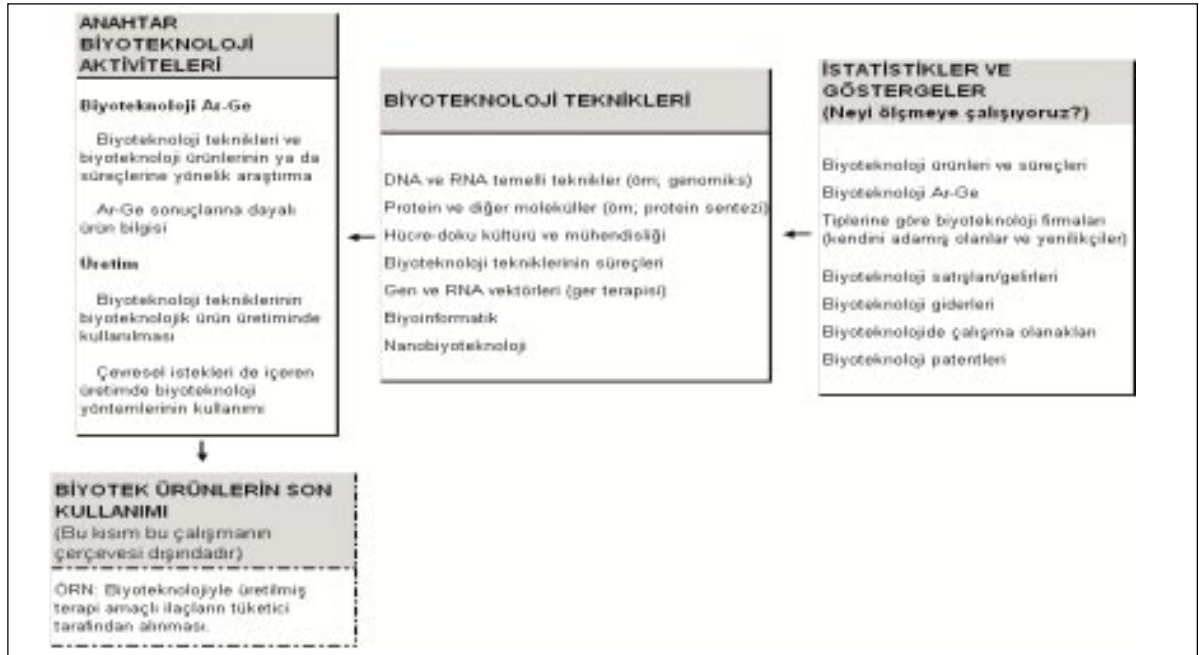 ANAHTAR
BİYOTEKNOLOJİ
AKTİVİTELERİ
Biyoteknoloji Ar-Ge
Biyoteknoloji teknikleri ve
biyoteknoloji ürünlerinin ya da
süreçlerine yönelik araştırma
Ar-Ge sonuçlarına dayalı
ürün bilgisi
Üretim
Biyoteknoloji tekniklerinin
biyoteknolojik ürün üretiminde
kullanılması
Çevresel istekleri de içeren
üretimde biyoteknoloji
yöntemlerinin kullanımı
BİYOTEKNOLOJİ TEKNİKLERİ
DNA ve RNA temelli teknikler (örn; genomiks)
Protein ve diğer moleküller (örn; protein sentezi)
Hücre-doku kültürü ve mühendisliği
Biyoteknoloji tekniklerinin süreçleri
Gen ve RNA vektörleri (ger terapisi)
Biyoinformatik
Nanobiyoteknoloji
İSTATİSTİKLER VE
GÖSTERGELER
(Neyi ölçmeye çalışıyoruz?)
Biyoteknoloji ürünleri ve süreçleri
Biyoteknoloji Ar-Ge
Tiplerine göre biyoteknoloji firmaları
(kendini adamış olanlar ve yenilikçiler)
Biyoteknoloji satışları/gelirleri
Biyoteknoloji giderleri
Biyoteknolojide çalışma olanakları
Biyoteknoloji patentleri
BİYOTEK ÜRÜNLERİN SON
KULLANIMI
(Bu kısım bu çalışmanın
çerçevesi dışındadır)
ÖRN: Biyoteknolojiyle üretilmiş
terapi amaçlı ilaçların tüketici
tarafından alınması.